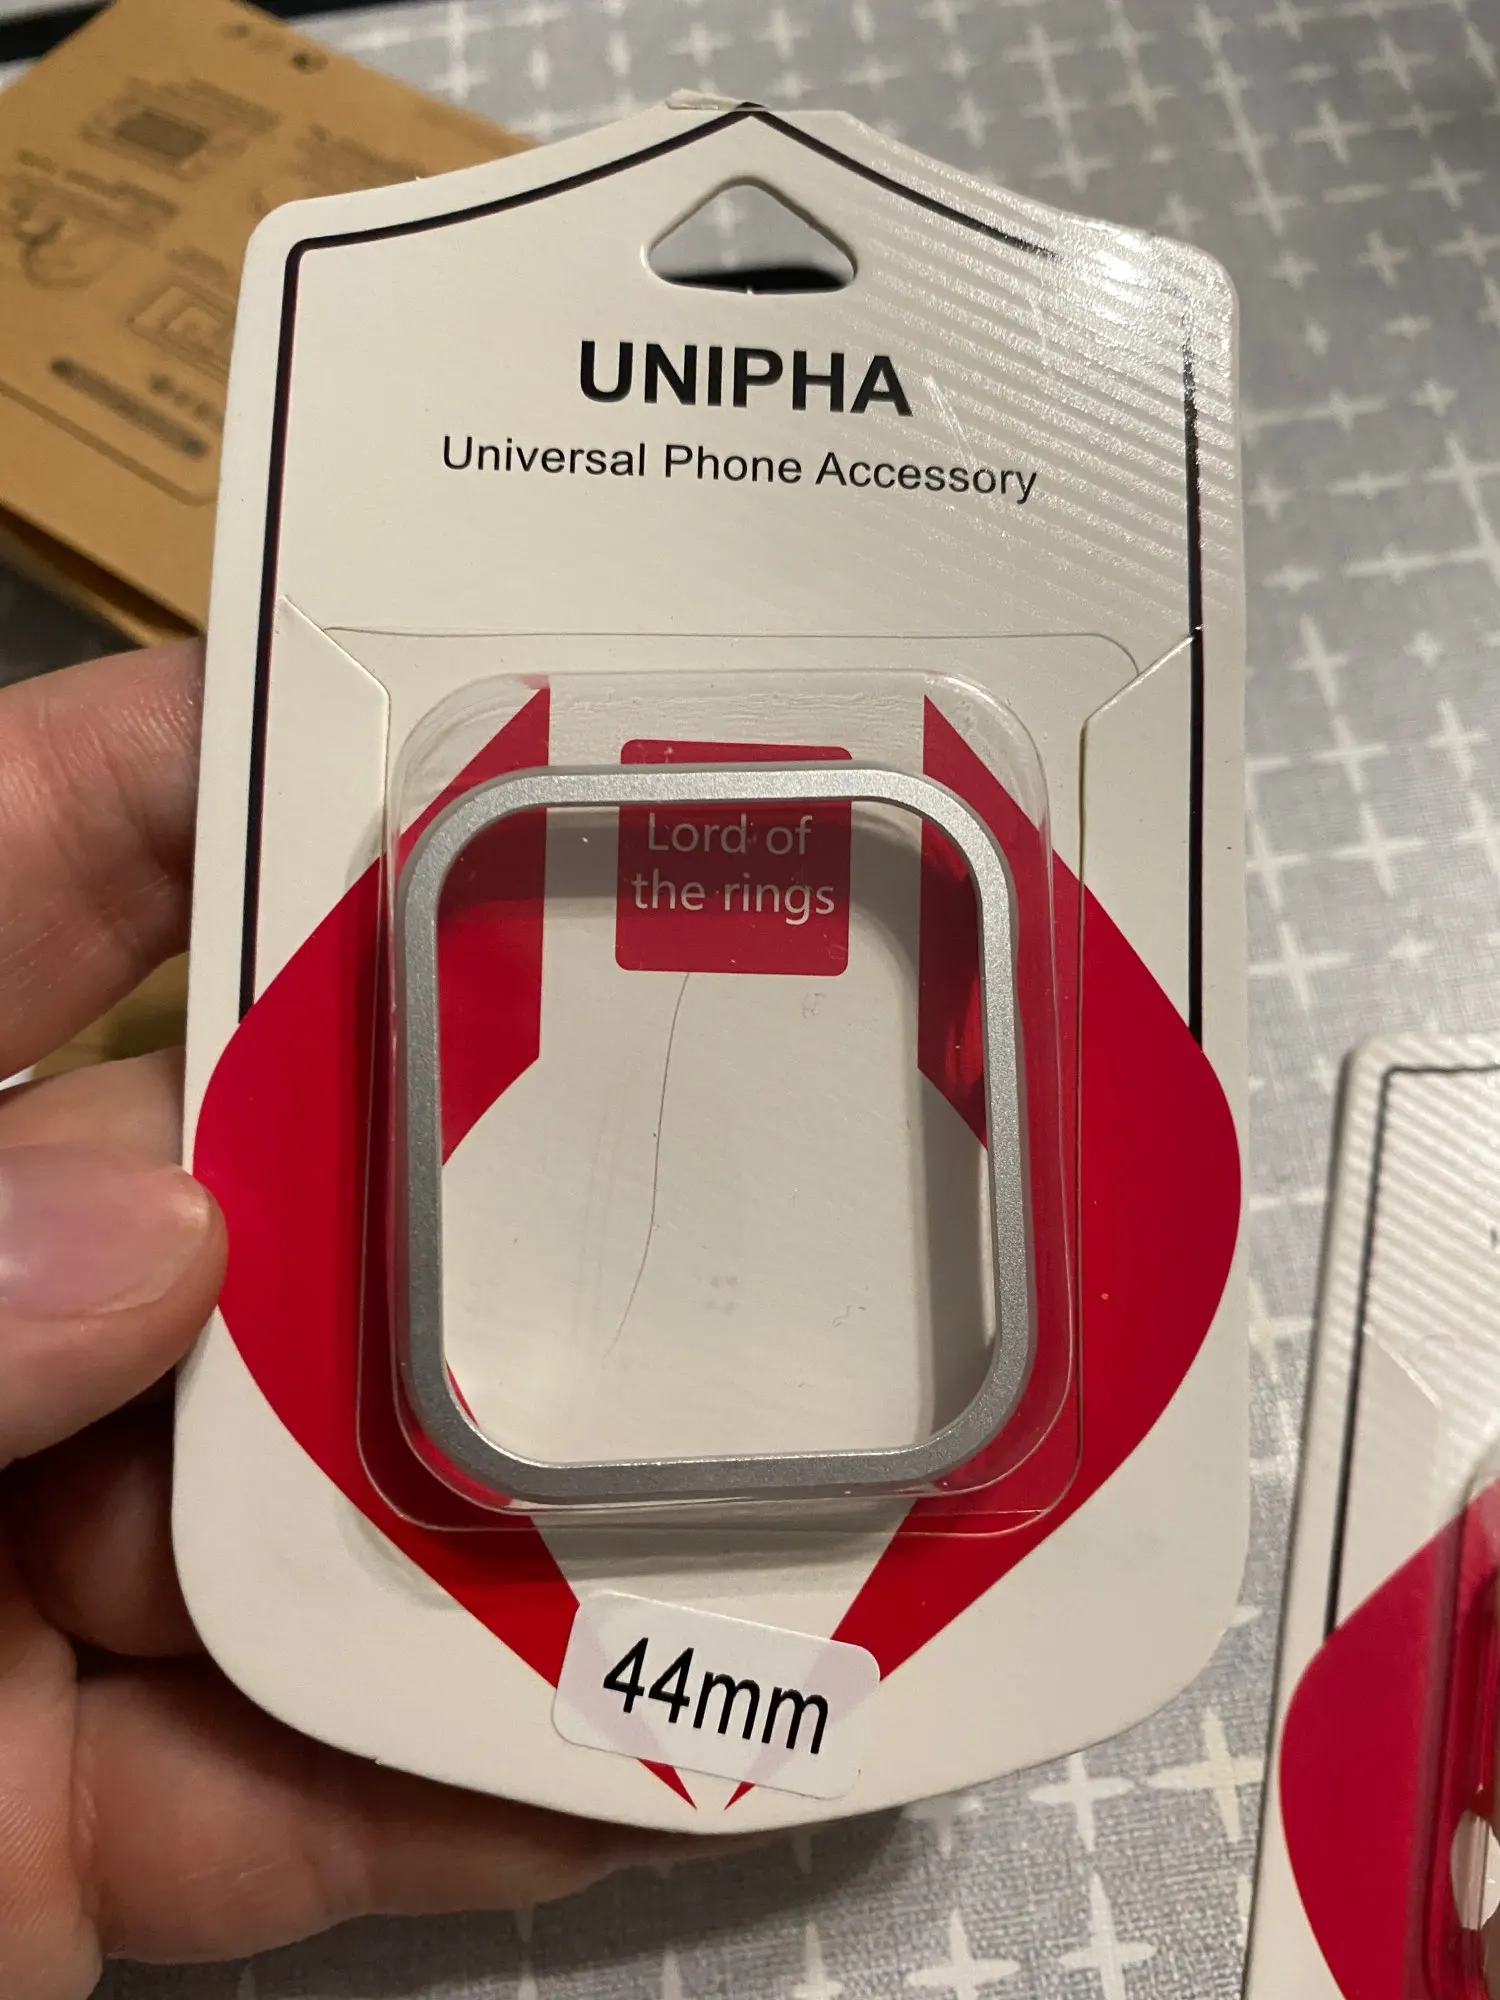 UNIPHA
Universal Phone Accessory
Lord of
the rings
44mm